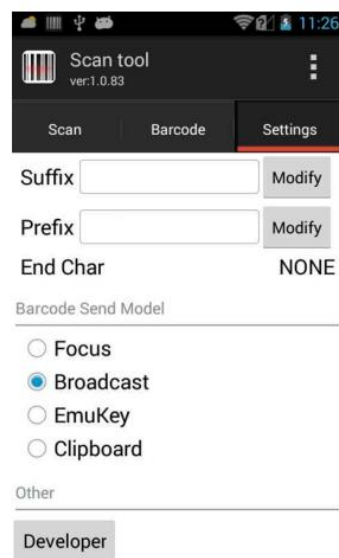 11:26
Scan tool
ver:1.0.83
Scan Barcode Settings
Suffix Modify
Prefix Modify
End Char NONE
Barcode Send Model
Focus
Broadcast
EmuKey
Clipboard
Other
Developer